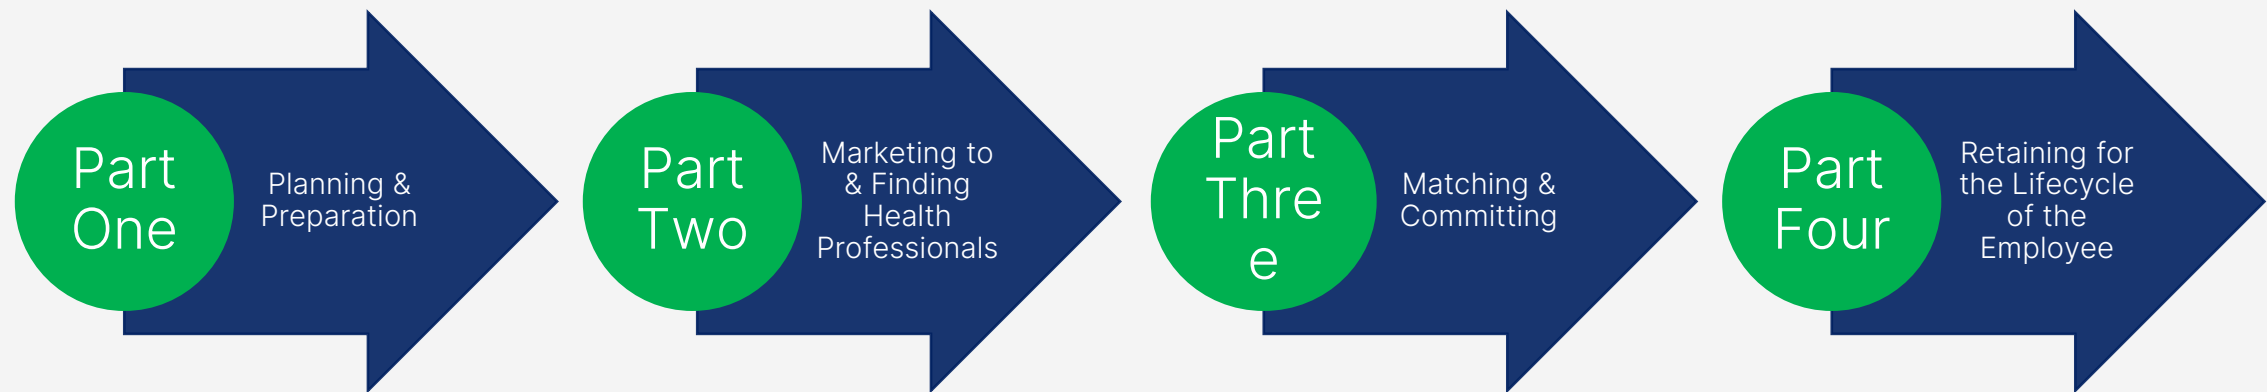 Part
One
Planning &
Preparation
Part
Two
Marketing to
& Finding
Health
Professionals
Part
Thre
e
Matching &
Committing
Part
Four
Retaining for
the Lifecycle
of the
Employee